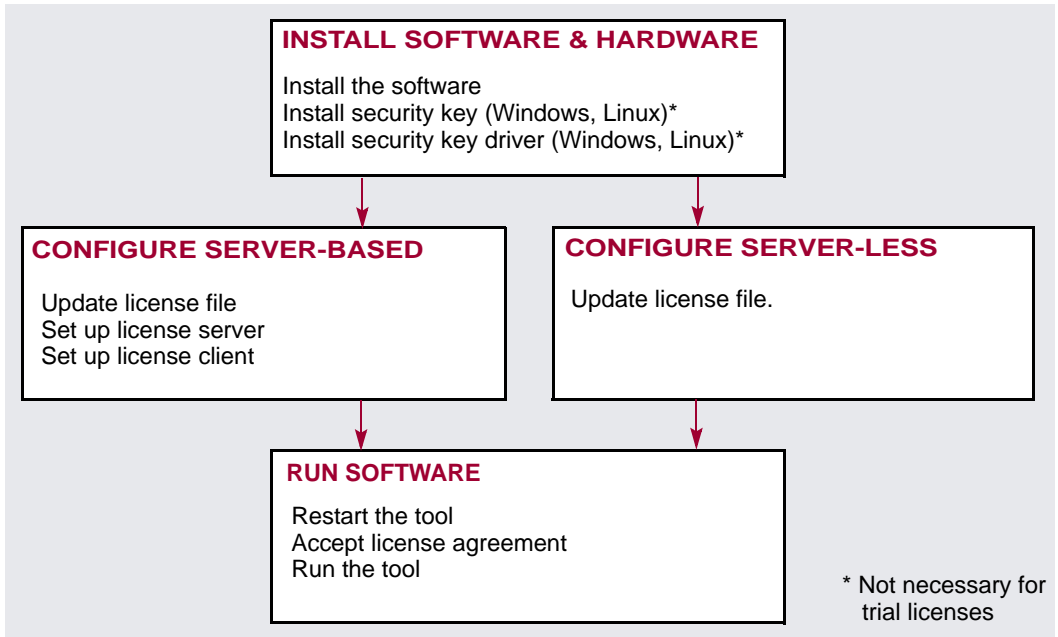 INSTALL SOFTWARE & HARDWARE
Install the software
Install security key (Windows, Linux)*
Install security key driver (Windows, Linux)*
CONFIGURE SERVER-BASED
Update license file
Set up license server
Set up license client
CONFIGURE SERVER-LESS
Update license file.
RUN SOFTWARE
Restart the tool
Accept license agreement
Run the tool
* Not necessary for
trial licenses